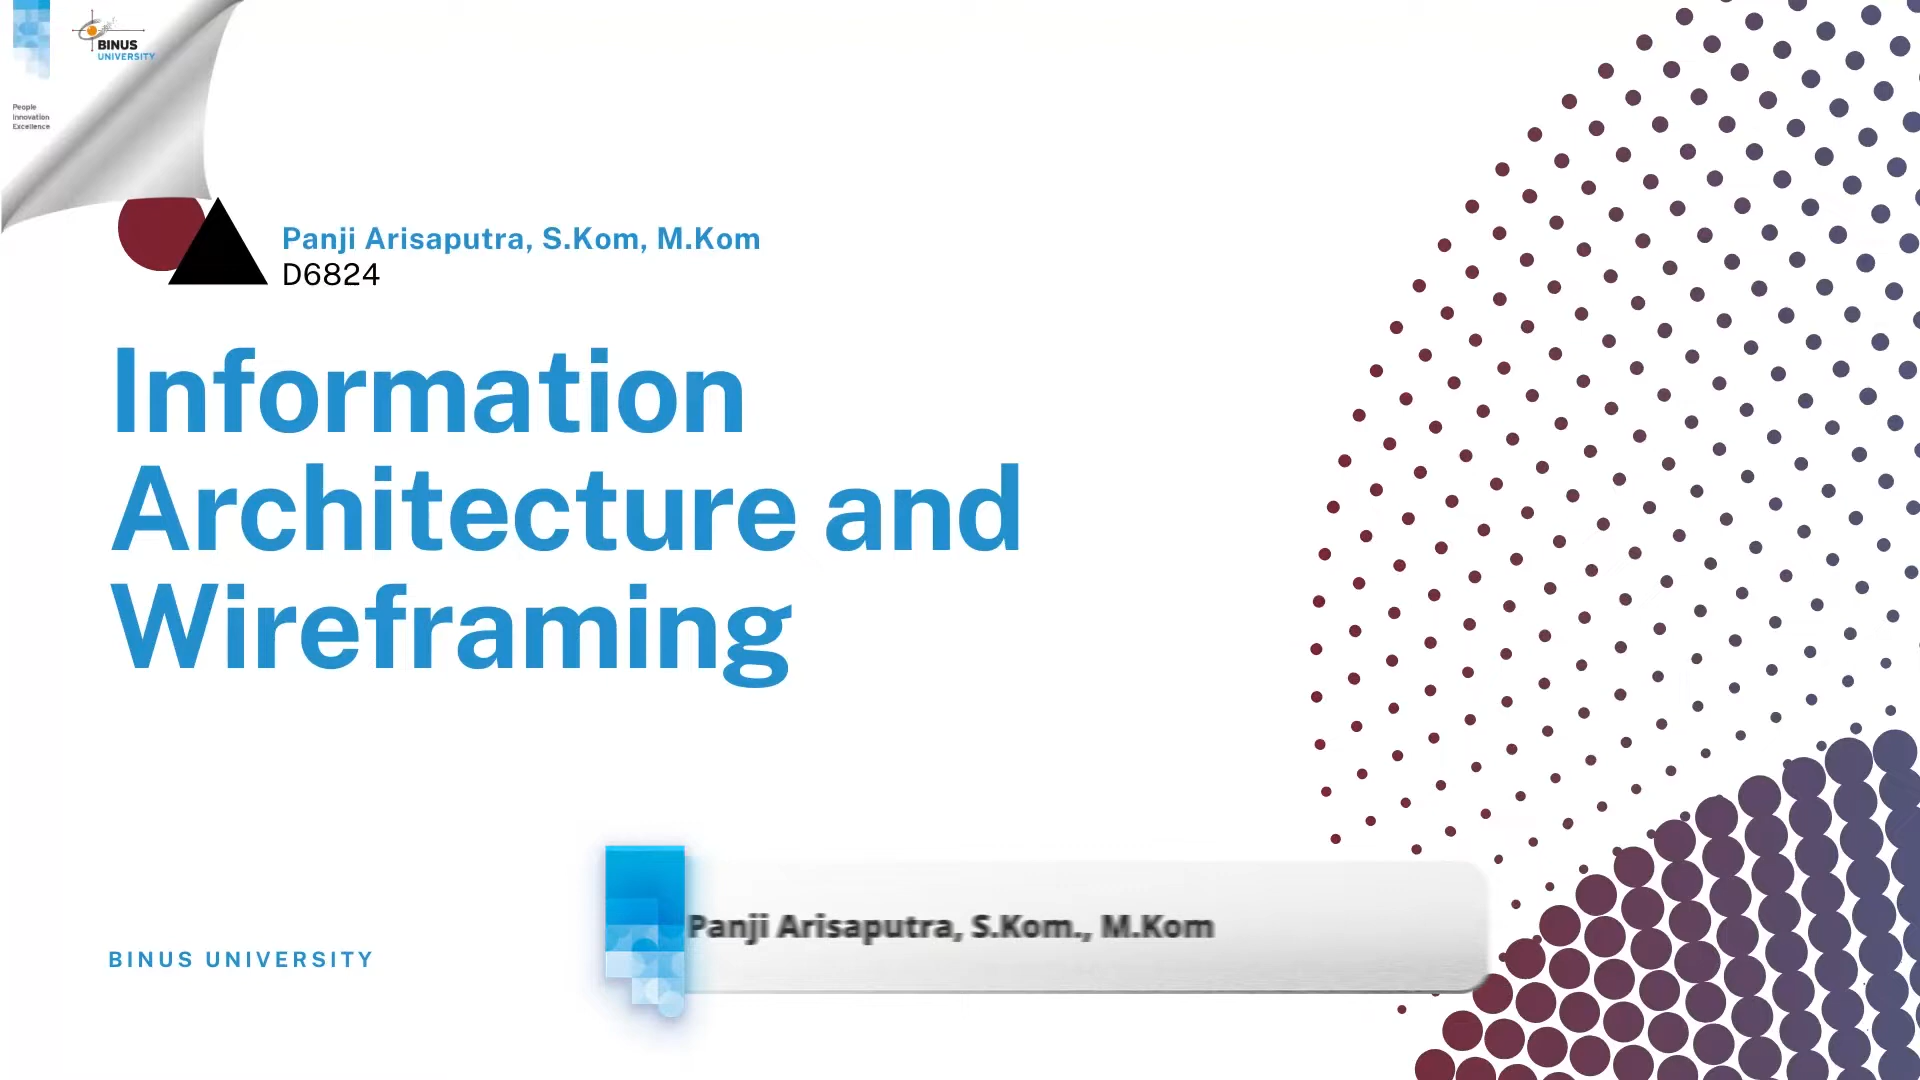 BINUS
UNIVERSITY
People
Innovation
Excellence
Panji Arisaputra, S.Kom, M.Kom
D6824
Information
Architecture and
Wireframing
Panji Arisaputra, S.Kom., M.Kom
BINUS UNIVERSITY